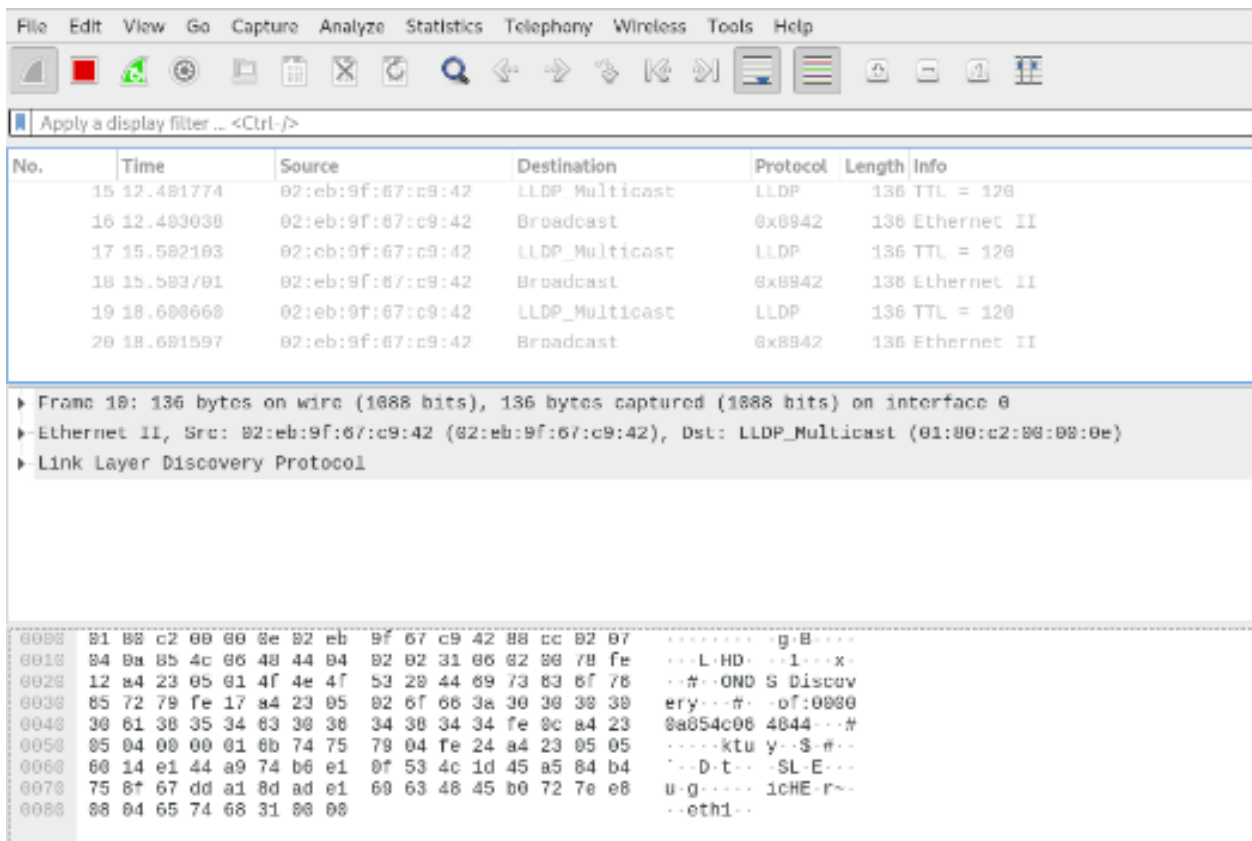 File Edit View Go Capture Analyze Statistics Telephony Wireless Tools Help
Apply a display filter ... <Ctrl-/>
No. Time Source Destination Protocol Length Info
15 12.401774 02:eb:9f:67:c9:42 LLDP_Multicast LLDP 136 TTL = 120
16 12.403038 02:eb:9f:67:c9:42 Broadcast 0x8942 136 Ethernet II
17 15.502103 02:eb:9f:67:c9:42 LLDP_Multicast LLDP 136 TTL = 120
18 15.503701 02:eb:9f:67:c9:42 Broadcast 0x8942 136 Ethernet II
19 18.600660 02:eb:9f:67:c9:42 LLDP_Multicast LLDP 136 TTL = 120
20 18.601597 02:eb:9f:67:c9:42 Broadcast 0x8942 136 Ethernet II
Frame 10: 136 bytes on wire (1088 bits), 136 bytes captured (1088 bits) on interface 0
Ethernet II, Src: 02:eb:9f:67:c9:42 (02:eb:9f:67:c9:42), Dst: LLDP_Multicast (01:80:c2:00:00:0e)
Link Layer Discovery Protocol
0000 01 80 c2 00 00 0e 02 eb 9f 67 c9 42 88 cc 02 07 ·········g·B····
0010 04 0a 85 4c 06 48 44 04 02 02 31 06 02 00 78 fe ···L·HD· ··1···x·
0020 12 a4 23 05 01 4f 4e 4f 53 20 44 69 73 63 6f 76 ··#··ONO S Discov
0030 65 72 79 fe 17 a4 23 05 02 6f 66 3a 30 30 30 30 ery···#· ·of:0000
0040 30 61 38 35 34 63 30 36 34 38 34 34 fe 0c a4 23 0a854c06 4844···#
0050 05 04 00 00 01 6b 74 75 79 04 fe 24 a4 23 05 05 ·····ktu y··$·#··
0060 60 14 e1 44 a9 74 b6 e1 0f 53 4c 1d 45 a5 84 b4 `··D·t·· ·SL·E···
0070 75 8f 67 dd a1 8d ad e1 69 63 48 45 b0 72 7e e8 u·g····· icHE·r~·
0080 08 04 65 74 68 31 00 00 ··eth1··